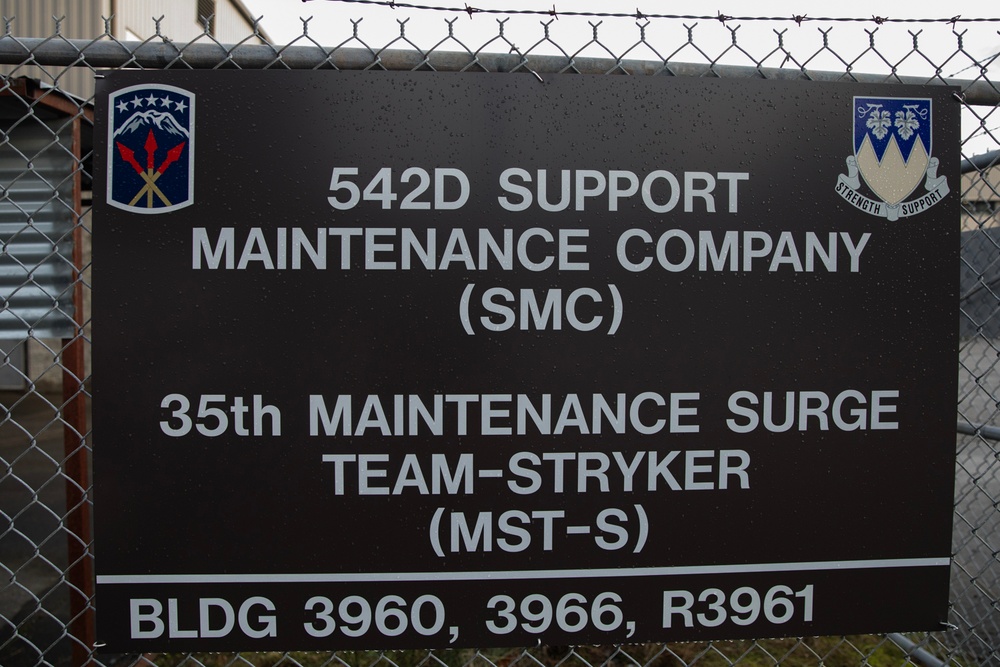 542D SUPPORT
MAINTENANCE COMPANY
(SMC)
STRENGTH SUPPORT
35th MAINTENANCE SURGE
TEAM-STRYKER
(MST-S)
BLDG 3960, 3966, R3961